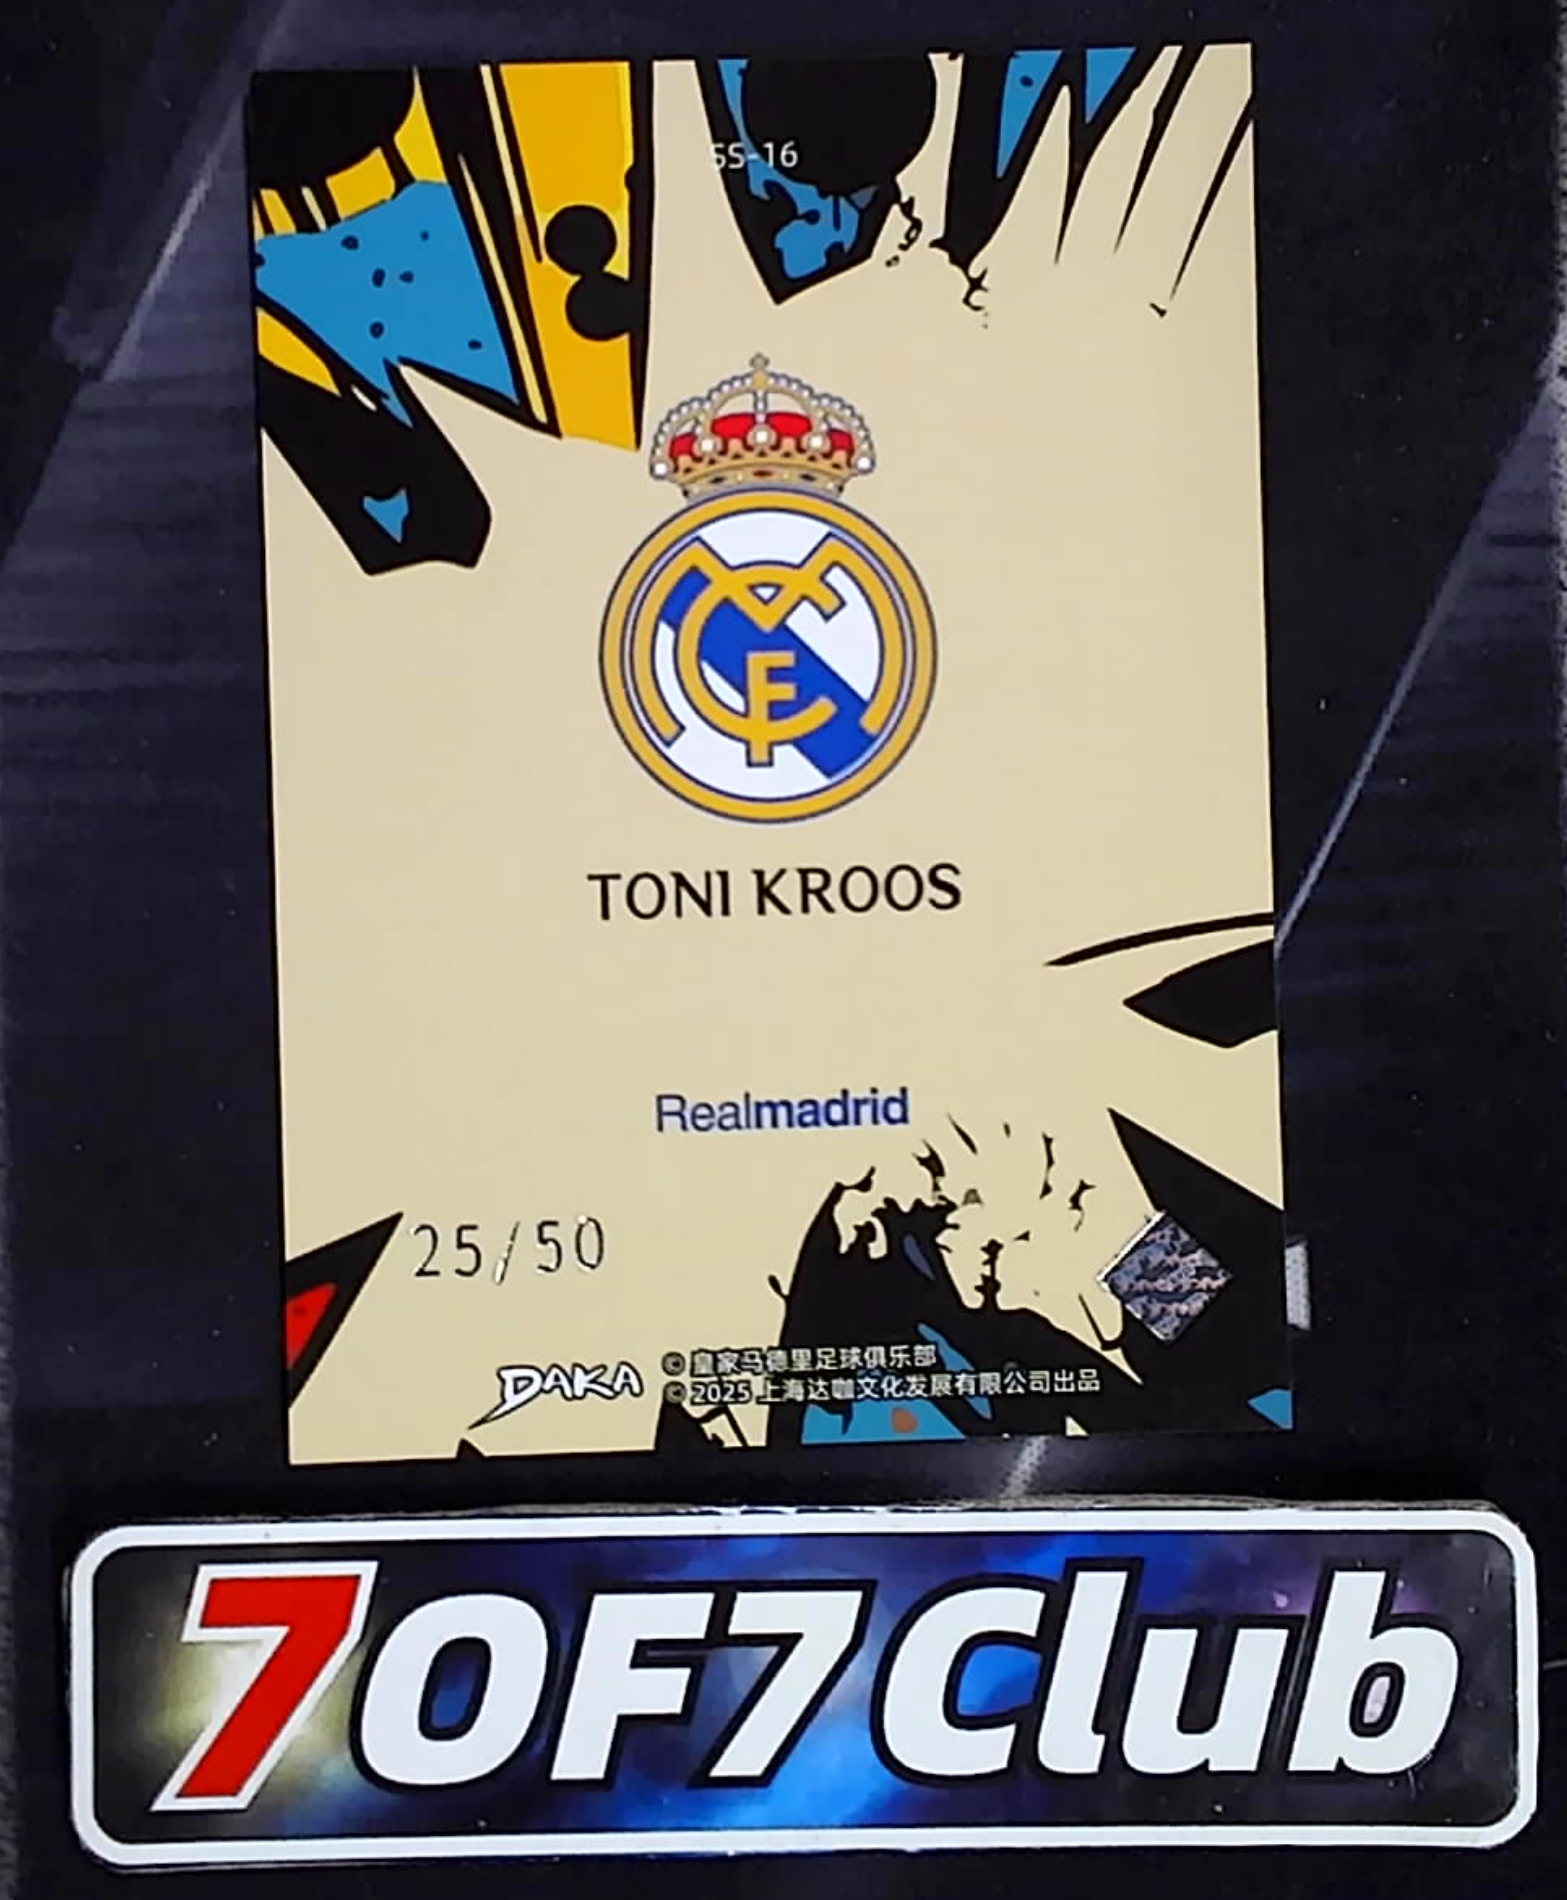 SS-16
TONI KROOS
Realmadrid
25/50
DAKA
© 皇家马德里足球俱乐部
© 2025 上海达咖文化发展有限公司出品
7OF7Club